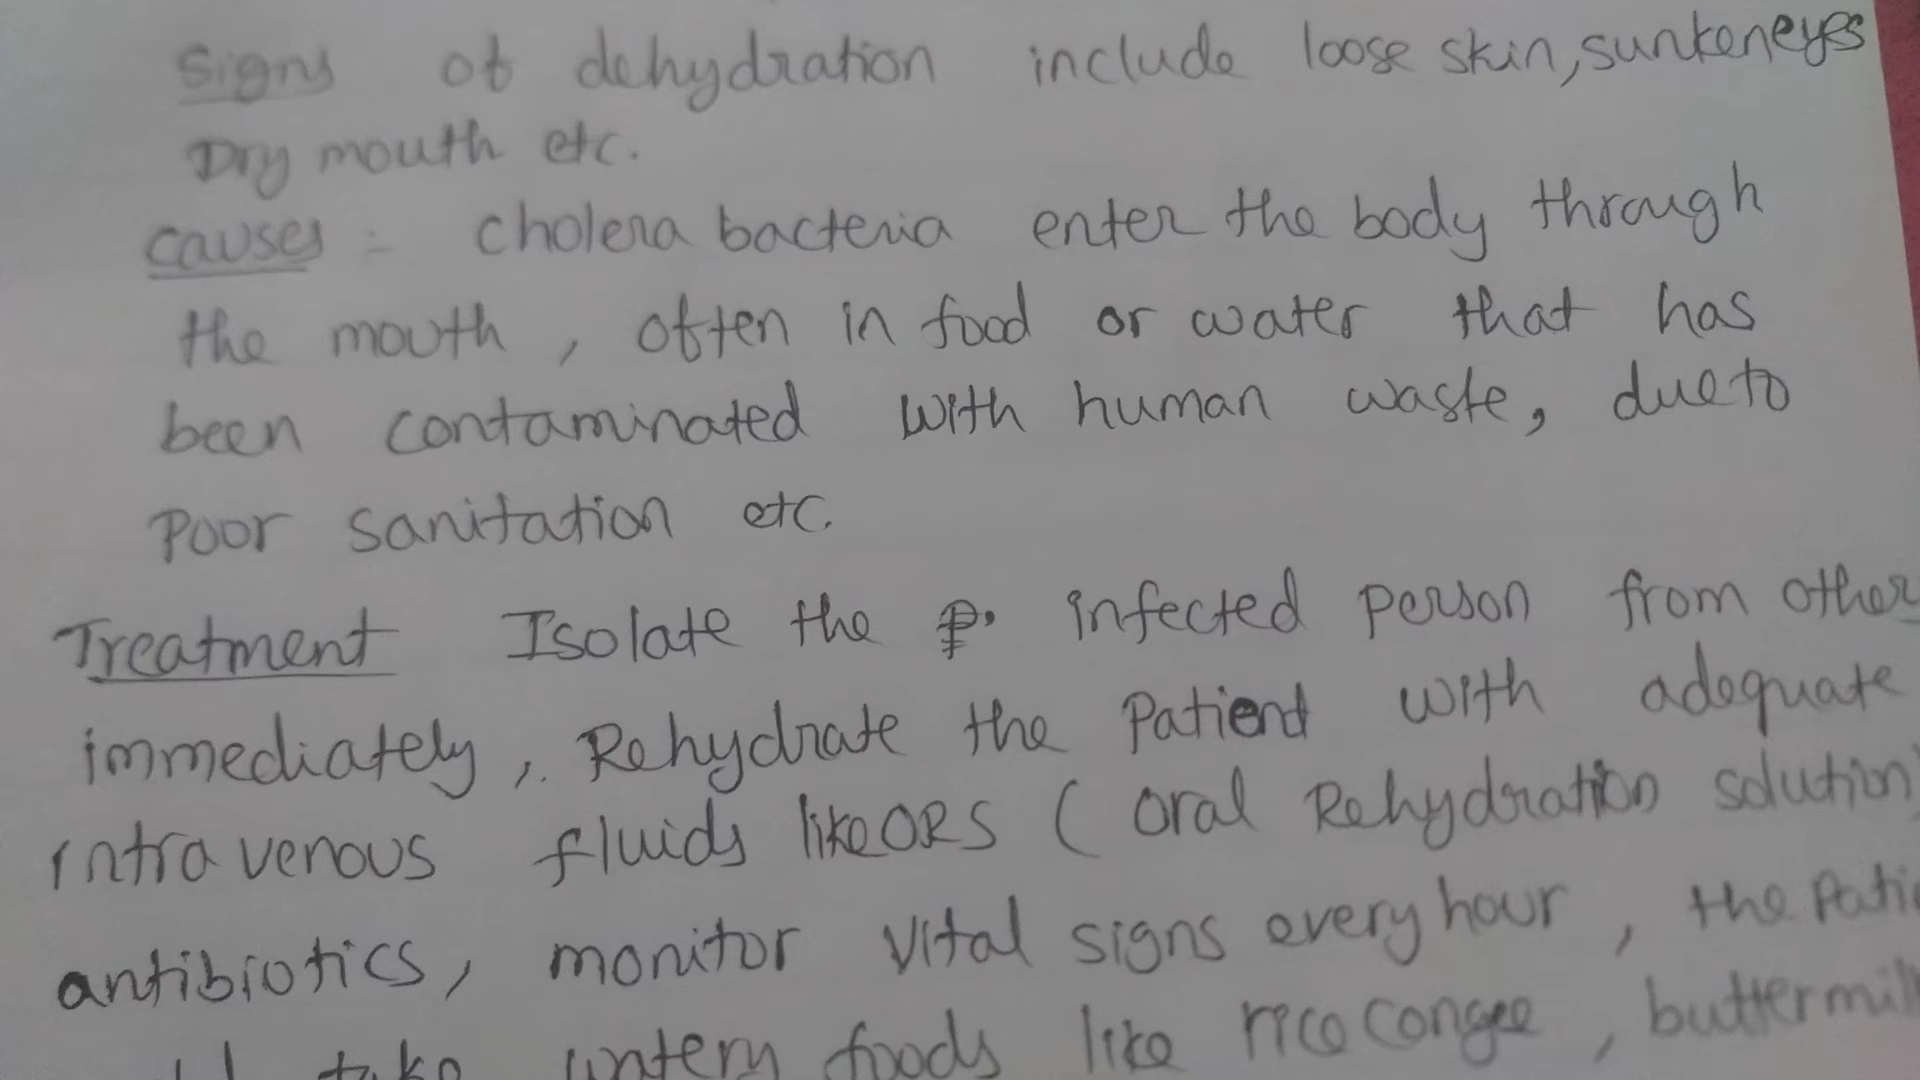 Signs of dehydration include loose skin, sunken eyes
Dry mouth etc.
Causes :- Cholera bacteria enter the body through
the mouth, often in food or water that has
been contaminated with human waste, due to
Poor sanitation etc.
Treatment Isolate the infected person from other
immediately, Rehydrate the Patient with adequate
Intra venous fluids like ORS ( Oral Rehydration solution)
antibiotics, monitor Vital signs every hour, the Patie
take watery foods like rice congee, buttermil